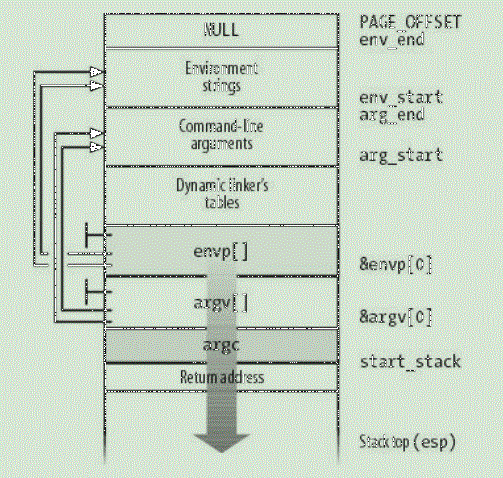 NULL
PAGE_OFFSET
env_end
Environment
strings
env_start
arg_end
Command-line
arguments
arg_start
Dynamic linker's
tables
envp[]
&envp[0]
argv[]
&argv[0]
argc
start_stack
Return address
Stack top (esp)